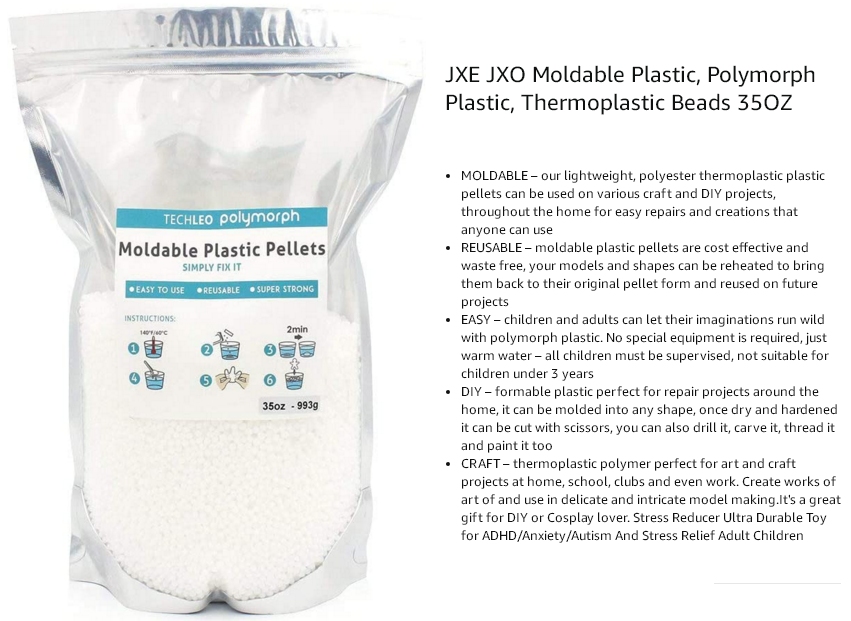 TECHLEO polymorph
Moldable Plastic Pellets
SIMPLY FIX IT
• EASY TO USE • REUSABLE • SUPER STRONG
INSTRUCTIONS:
140°F/60°C
2min
1 2 3
4 5 6
35oz - 993g
JXE JXO Moldable Plastic, Polymorph
Plastic, Thermoplastic Beads 35OZ
• MOLDABLE – our lightweight, polyester thermoplastic plastic
pellets can be used on various craft and DIY projects,
throughout the home for easy repairs and creations that
anyone can use
• REUSABLE – moldable plastic pellets are cost effective and
waste free, your models and shapes can be reheated to bring
them back to their original pellet form and reused on future
projects
• EASY – children and adults can let their imaginations run wild
with polymorph plastic. No special equipment is required, just
warm water – all children must be supervised, not suitable for
children under 3 years
• DIY – formable plastic perfect for repair projects around the
home, it can be molded into any shape, once dry and hardened
it can be cut with scissors, you can also drill it, carve it, thread it
and paint it too
• CRAFT – thermoplastic polymer perfect for art and craft
projects at home, school, clubs and even work. Create works of
art of and use in delicate and intricate model making.It's a great
gift for DIY or Cosplay lover. Stress Reducer Ultra Durable Toy
for ADHD/Anxiety/Autism And Stress Relief Adult Children